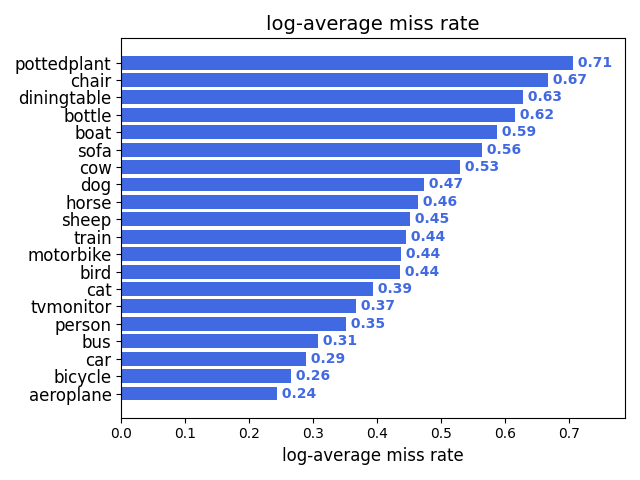 log-average miss rate
pottedplant 0.71
chair 0.67
diningtable 0.63
bottle 0.62
boat 0.59
sofa 0.56
cow 0.53
dog 0.47
horse 0.46
sheep 0.45
train 0.44
motorbike 0.44
bird 0.44
cat 0.39
tvmonitor 0.37
person 0.35
bus 0.31
car 0.29
bicycle 0.26
aeroplane 0.24
0.0 0.1 0.2 0.3 0.4 0.5 0.6 0.7
log-average miss rate